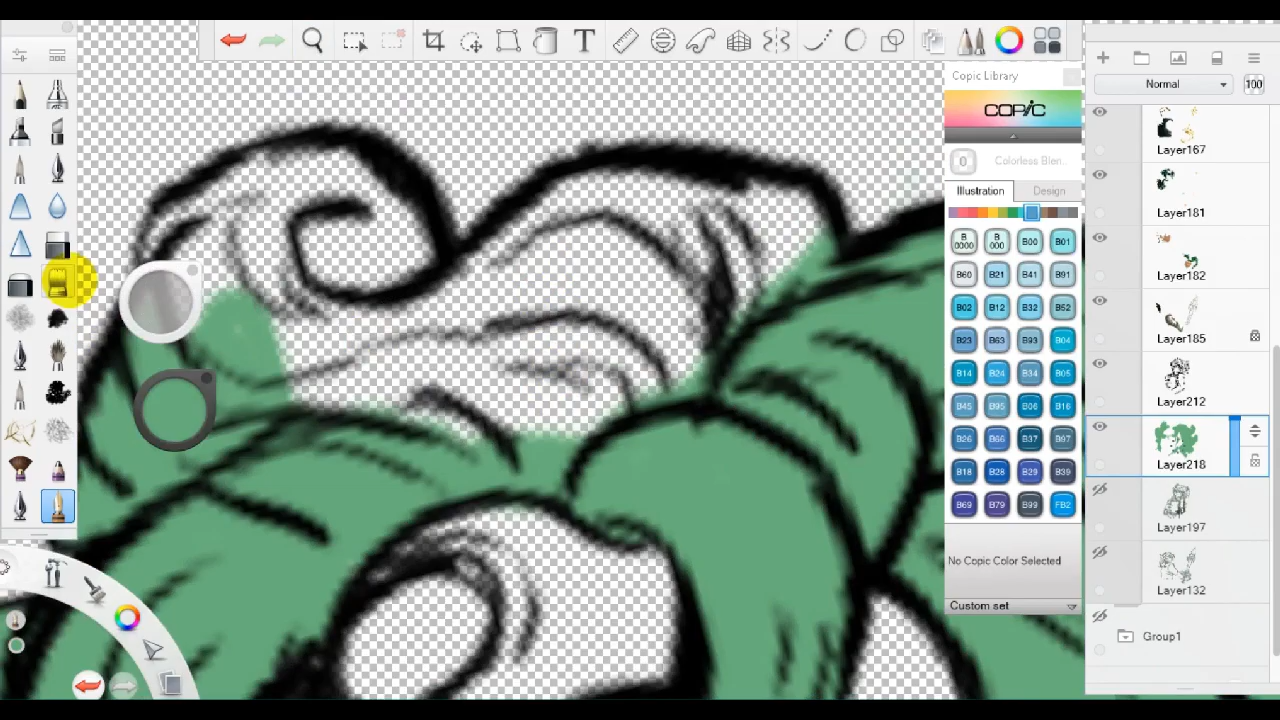 Copic Library
COPIC
0 Colorless Blen...
Illustration Design
B0000 B000 B00 B01
B60 B21 B41 B91
B02 B12 B32 B52
B23 B63 B93 B04
B14 B24 B34 B05
B45 B95 B06 B16
B26 B66 B37 B97
B18 B28 B29 B39
B69 B79 B99 FB2
No Copic Color Selected
Custom set
Normal 100
Layer167
Layer181
Layer182
Layer185
Layer212
Layer218
Layer197
Layer132
Group1